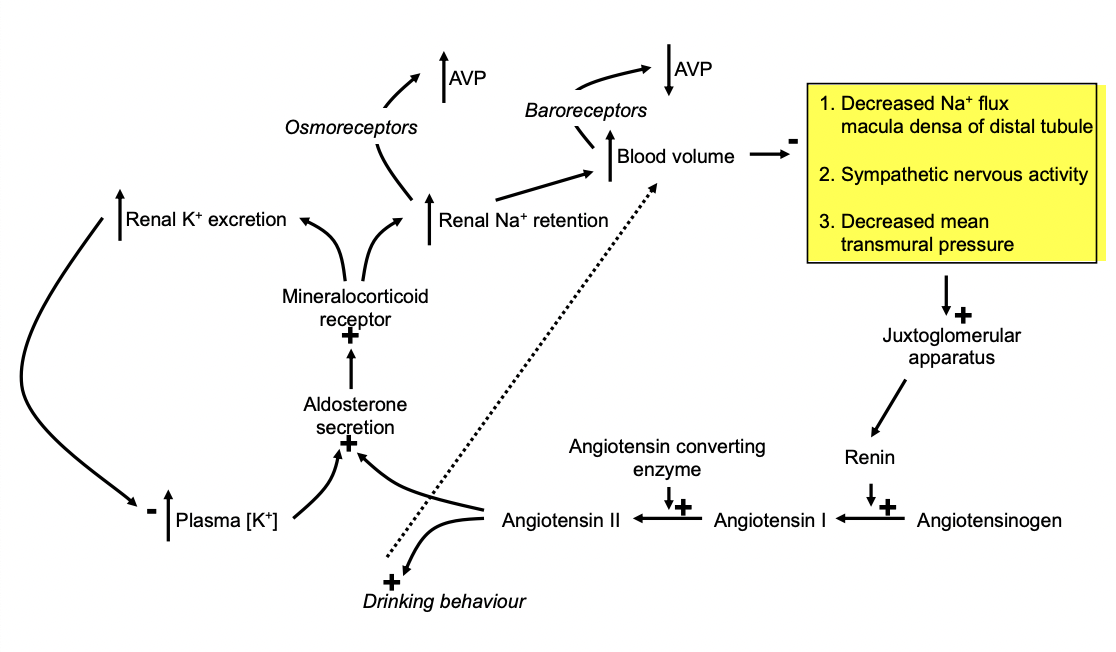 AVP
AVP
Baroreceptors
Osmoreceptors
1. Decreased Na⁺ flux
macula densa of distal tubule
2. Sympathetic nervous activity
3. Decreased mean
transmural pressure
Blood volume
-
Renal K⁺ excretion
Renal Na⁺ retention
Mineralocorticoid
receptor
+
+
Juxtoglomerular
apparatus
Aldosterone
secretion
+
Angiotensin converting
enzyme
+
Renin
+
- Plasma [K⁺]
Angiotensin II
Angiotensin I
Angiotensinogen
+
Drinking behaviour